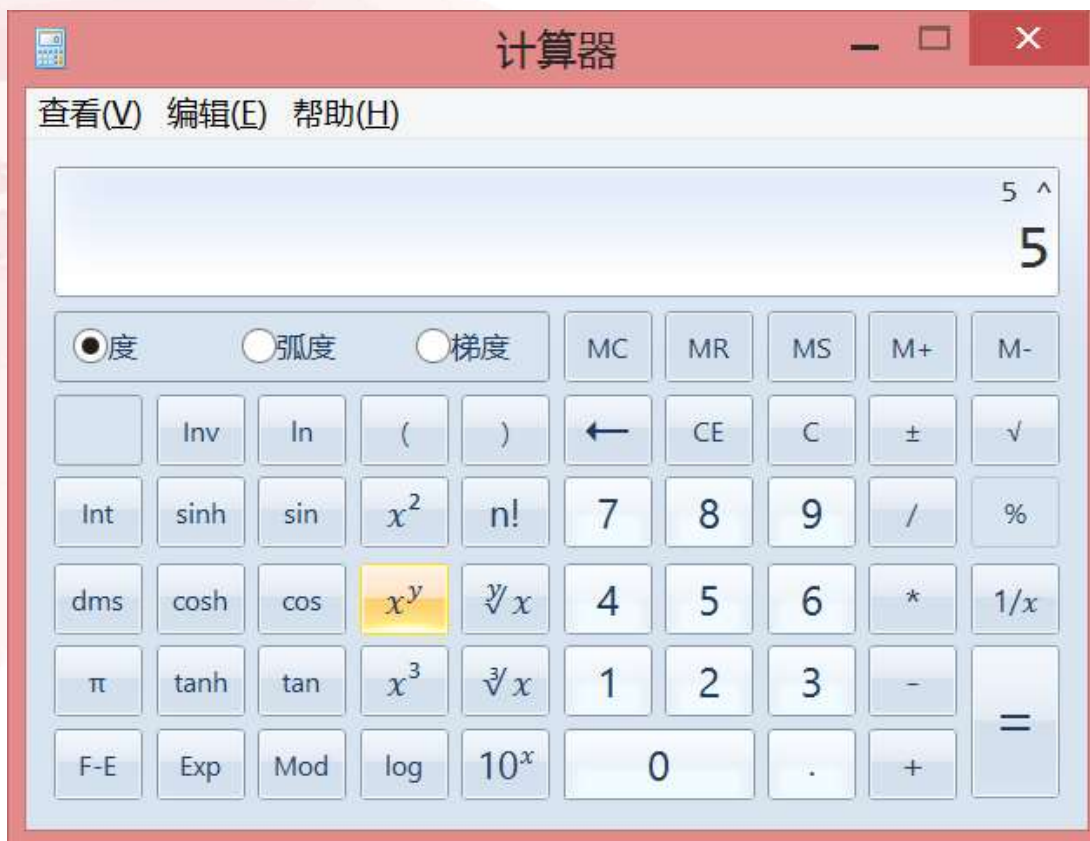 计算器
查看(V) 编辑(E) 帮助(H)
5 ^
5
度 弧度 梯度 MC MR MS M+ M-
Inv ln ( ) ← CE C ± √
Int sinh sin x² n! 7 8 9 / %
dms cosh cos xʸ ʸ√x 4 5 6 * 1/x
π tanh tan x³ ³√x 1 2 3 - =
F-E Exp Mod log 10ˣ 0 . +